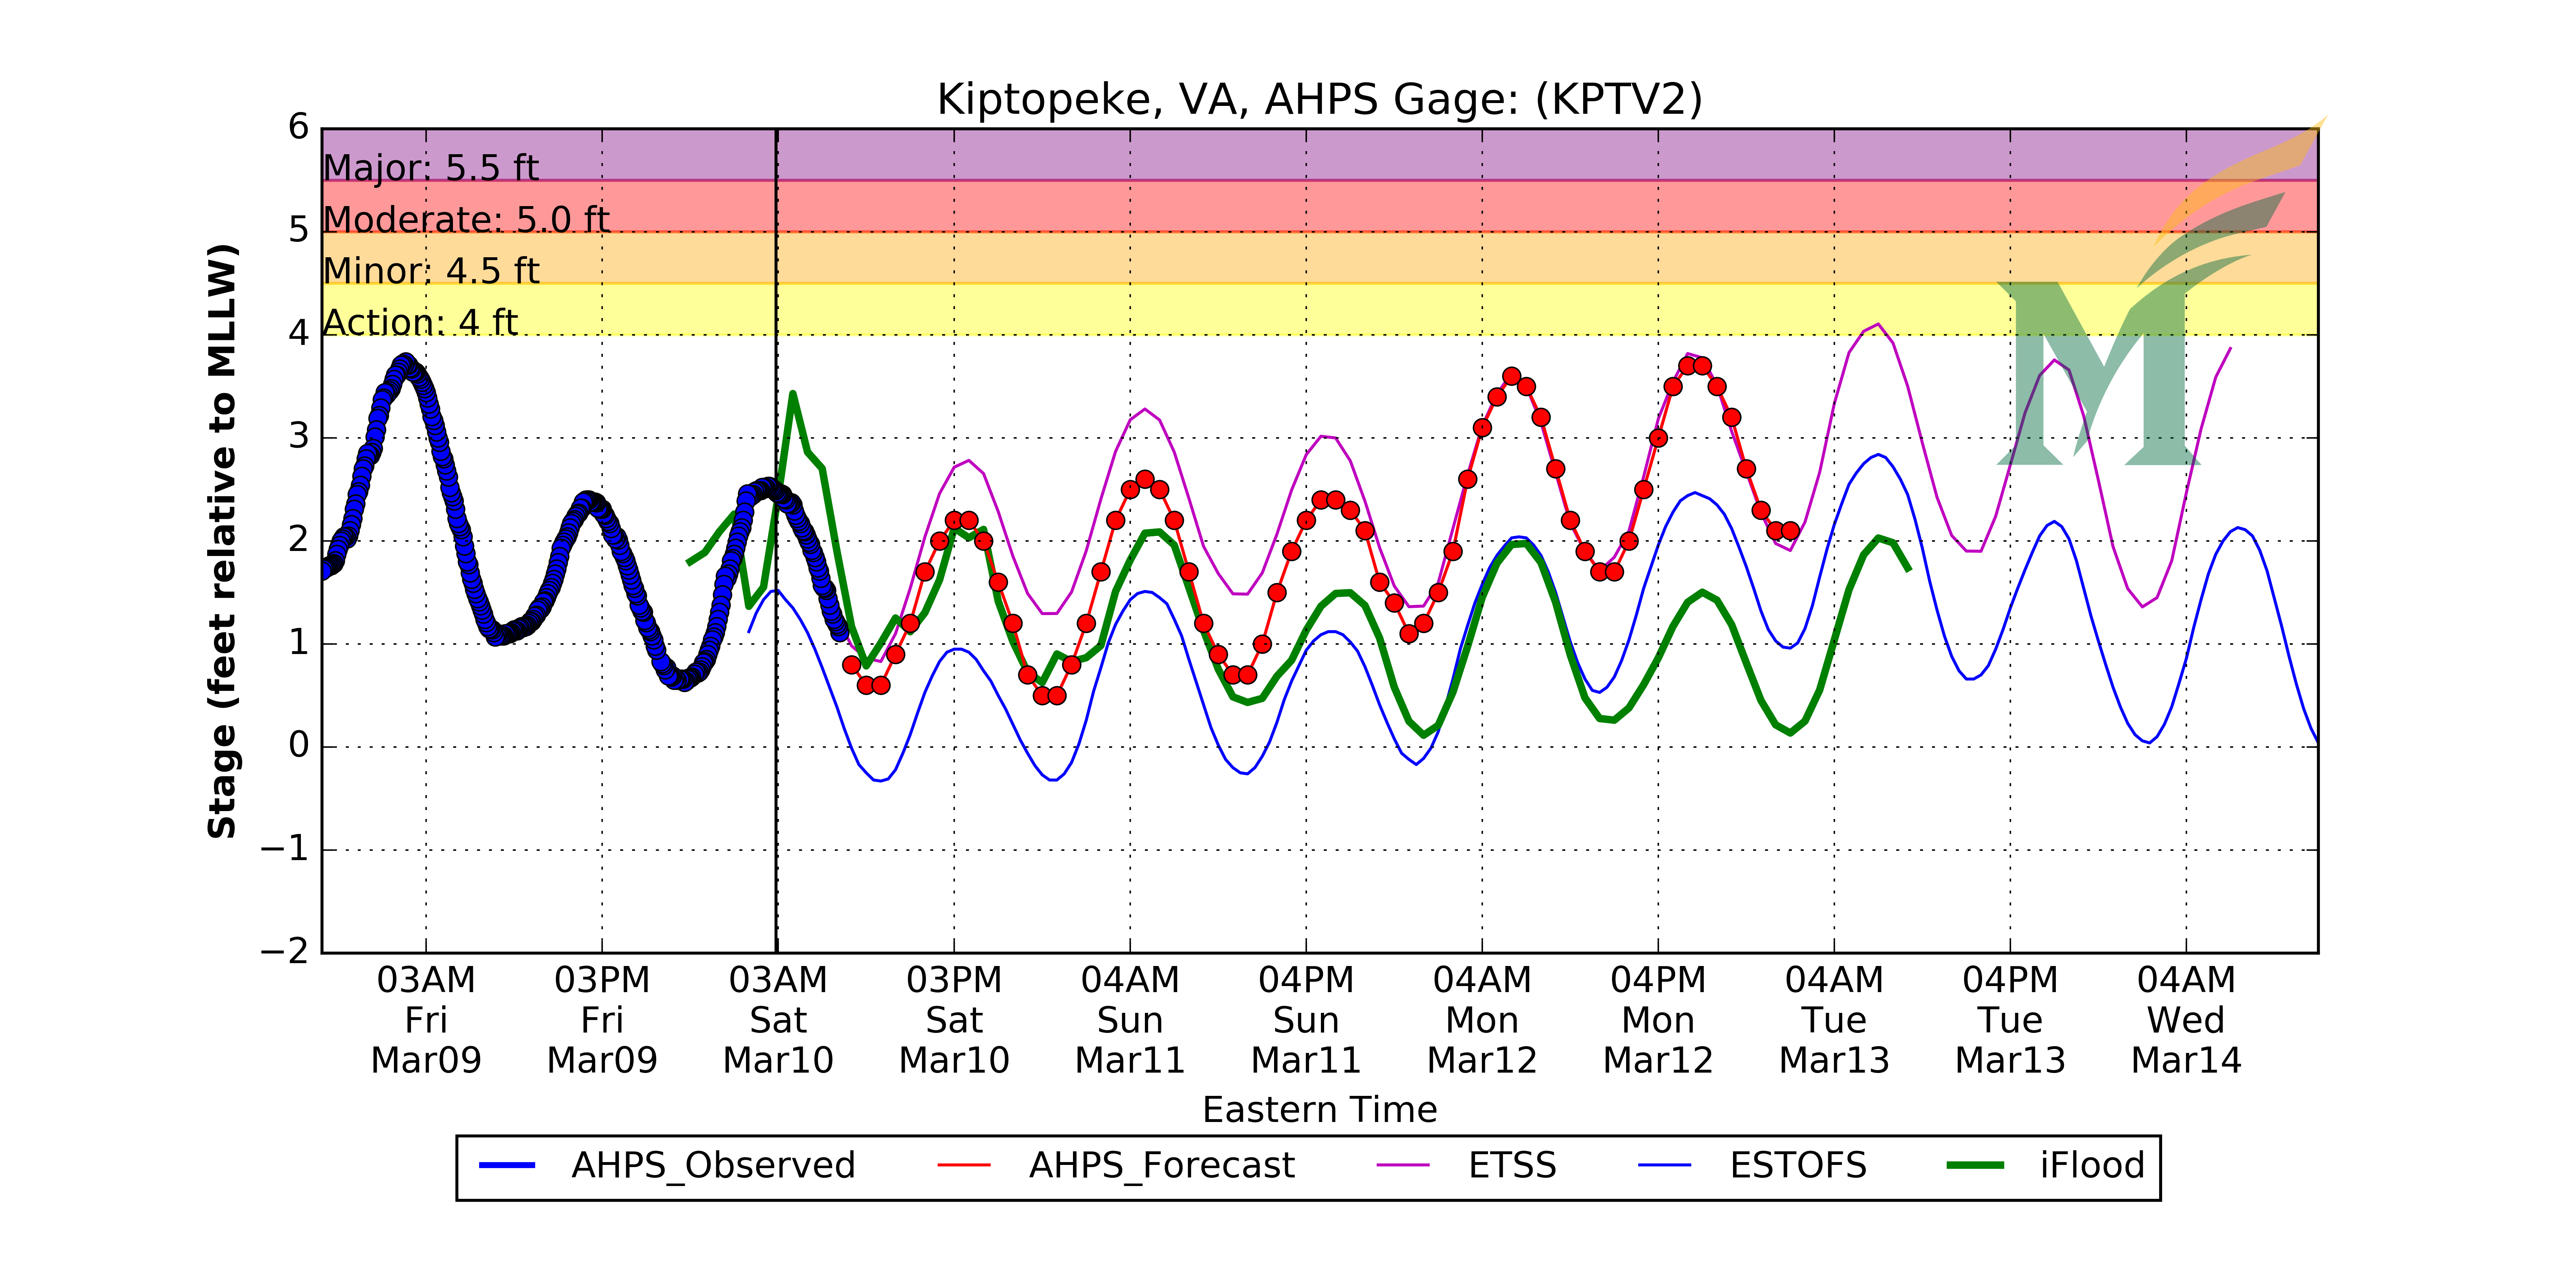 Kiptopeke, VA, AHPS Gage: (KPTV2)
6
5
4
3
2
1
0
−1
−2
Stage (feet relative to MLLW)
Major: 5.5 ft
Moderate: 5.0 ft
Minor: 4.5 ft
Action: 4 ft
M
03AM 03PM 03AM 03PM 04AM 04PM 04AM 04PM 04AM 04PM 04AM
Fri Fri Sat Sat Sun Sun Mon Mon Tue Tue Wed
Mar09 Mar09 Mar10 Mar10 Mar11 Mar11 Mar12 Mar12 Mar13 Mar13 Mar14
Eastern Time
AHPS_Observed AHPS_Forecast ETSS ESTOFS iFlood